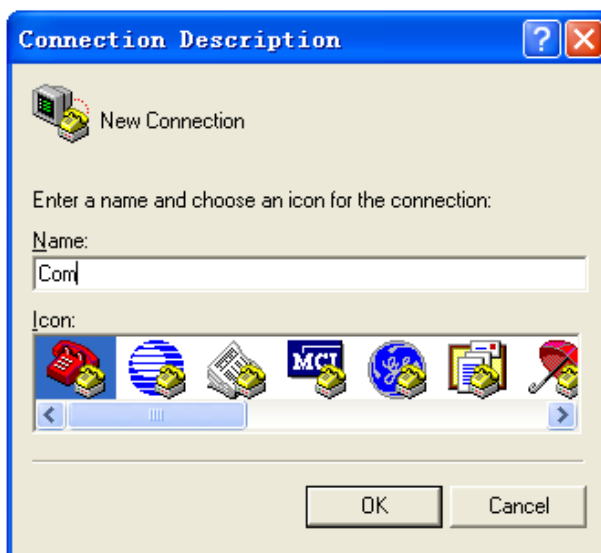 Connection Description
New Connection
Enter a name and choose an icon for the connection:
Name:
Com
Icon:
MCI
OK Cancel